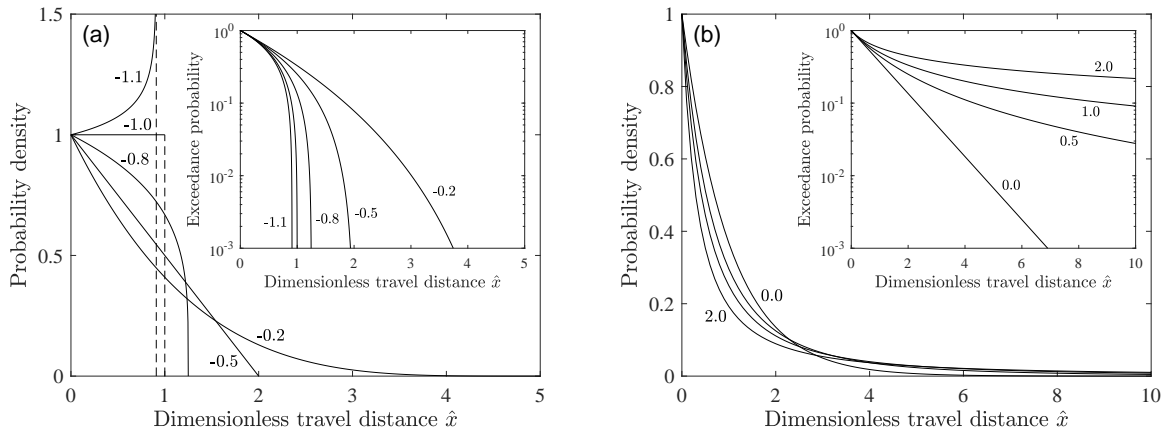 (a)
Probability density
1.5
1
0.5
0
0 1 2 3 4 5
Dimensionless travel distance x̂
-1.1
-1.0
-0.8
-0.5
-0.2
Exceedance probability
10^0
10^-1
10^-2
10^-3
0 1 2 3 4 5
Dimensionless travel distance x̂
-1.1
-0.8
-0.5
-0.2
(b)
Probability density
1
0.8
0.6
0.4
0.2
0
0 2 4 6 8 10
Dimensionless travel distance x̂
0.0
2.0
Exceedance probability
10^0
10^-1
10^-2
10^-3
0 2 4 6 8 10
Dimensionless travel distance x̂
2.0
1.0
0.5
0.0